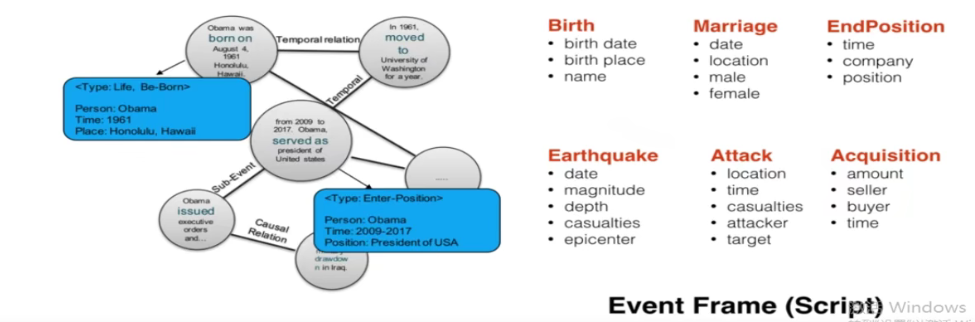 Obama was
born on
August 4,
1961
Honolulu,
Hawaii.
Temporal relation
In 1961,
moved
to
University of
Washington
for a year.
<Type: Life, Be-Born>
Person: Obama
Time: 1961
Place: Honolulu, Hawaii
Temporal
from 2009 to
2017. Obama,
served as
president of
United states
Sub-Event
<Type: Enter-Position>
Person: Obama
Time: 2009-2017
Position: President of USA
Obama
issued
executive
orders
and...
Causal
Relation
drawdow
n in Iraq.
Birth
• birth date
• birth place
• name
Marriage
• date
• location
• male
• female
EndPosition
• time
• company
• position
Earthquake
• date
• magnitude
• depth
• casualties
• epicenter
Attack
• location
• time
• casualties
• attacker
• target
Acquisition
• amount
• seller
• buyer
• time
Event Frame (Script)
Windows